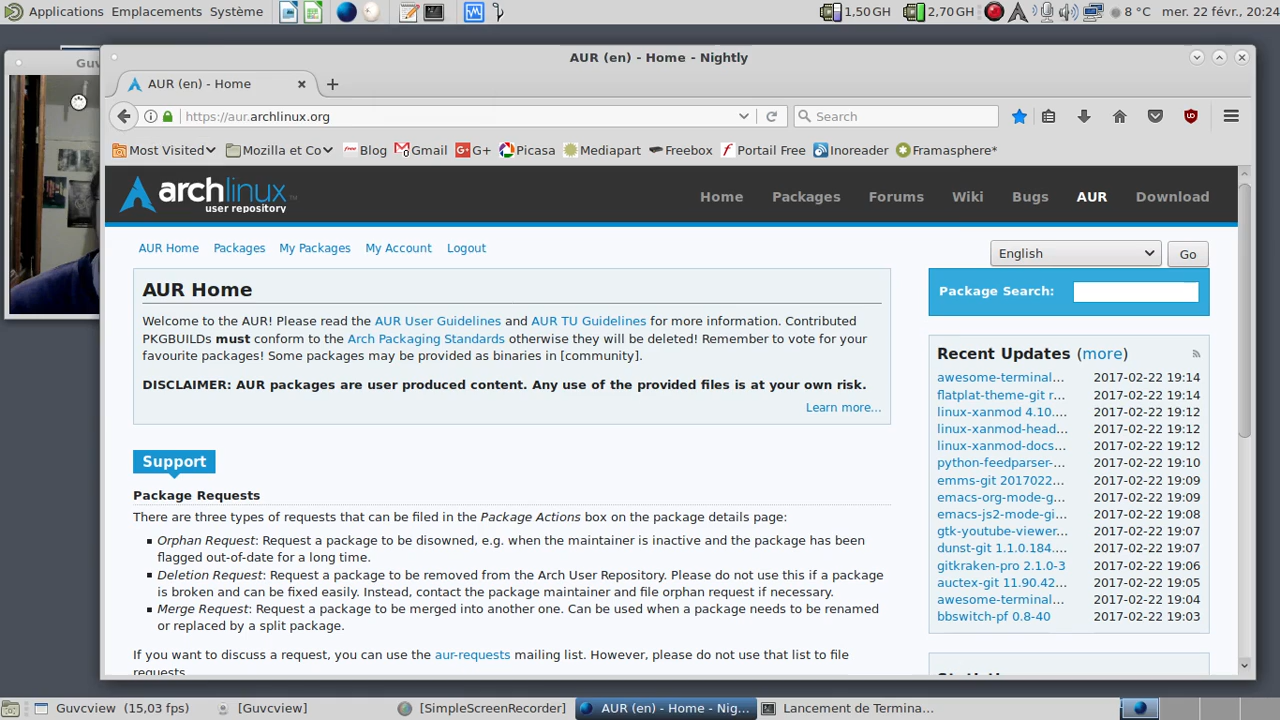 Applications Emplacements Système
1,50 GH 2,70 GH 8 °C mer. 22 févr., 20:24
Guv
AUR (en) - Home - Nightly
AUR (en) - Home
https://aur.archlinux.org
Search
Most Visited Mozilla et Co Blog Gmail G+ Picasa Mediapart Freebox Portail Free Inoreader Framasphere*
archlinux
user repository
Home Packages Forums Wiki Bugs AUR Download
AUR Home Packages My Packages My Account Logout
English Go
AUR Home
Welcome to the AUR! Please read the AUR User Guidelines and AUR TU Guidelines for more information. Contributed
PKGBUILDs must conform to the Arch Packaging Standards otherwise they will be deleted! Remember to vote for your
favourite packages! Some packages may be provided as binaries in [community].
DISCLAIMER: AUR packages are user produced content. Any use of the provided files is at your own risk.
Learn more...
Support
Package Requests
There are three types of requests that can be filed in the Package Actions box on the package details page:
Orphan Request: Request a package to be disowned, e.g. when the maintainer is inactive and the package has been
flagged out-of-date for a long time.
Deletion Request: Request a package to be removed from the Arch User Repository. Please do not use this if a package
is broken and can be fixed easily. Instead, contact the package maintainer and file orphan request if necessary.
Merge Request: Request a package to be merged into another one. Can be used when a package needs to be renamed
or replaced by a split package.
If you want to discuss a request, you can use the aur-requests mailing list. However, please do not use that list to file
requests.
Package Search:
Recent Updates (more)
awesome-terminal... 2017-02-22 19:14
flatplat-theme-git r... 2017-02-22 19:14
linux-xanmod 4.10.... 2017-02-22 19:12
linux-xanmod-head... 2017-02-22 19:12
linux-xanmod-docs... 2017-02-22 19:12
python-feedparser-... 2017-02-22 19:10
emms-git 2017022... 2017-02-22 19:09
emacs-org-mode-g... 2017-02-22 19:09
emacs-js2-mode-gi... 2017-02-22 19:08
gtk-youtube-viewer... 2017-02-22 19:07
dunst-git 1.1.0.184.... 2017-02-22 19:07
gitkraken-pro 2.1.0-3 2017-02-22 19:06
auctex-git 11.90.42... 2017-02-22 19:05
awesome-terminal... 2017-02-22 19:04
bbswitch-pf 0.8-40 2017-02-22 19:03
Guvcview (15,03 fps) [Guvcview] [SimpleScreenRecorder] AUR (en) - Home - Nig... Lancement de Termina...